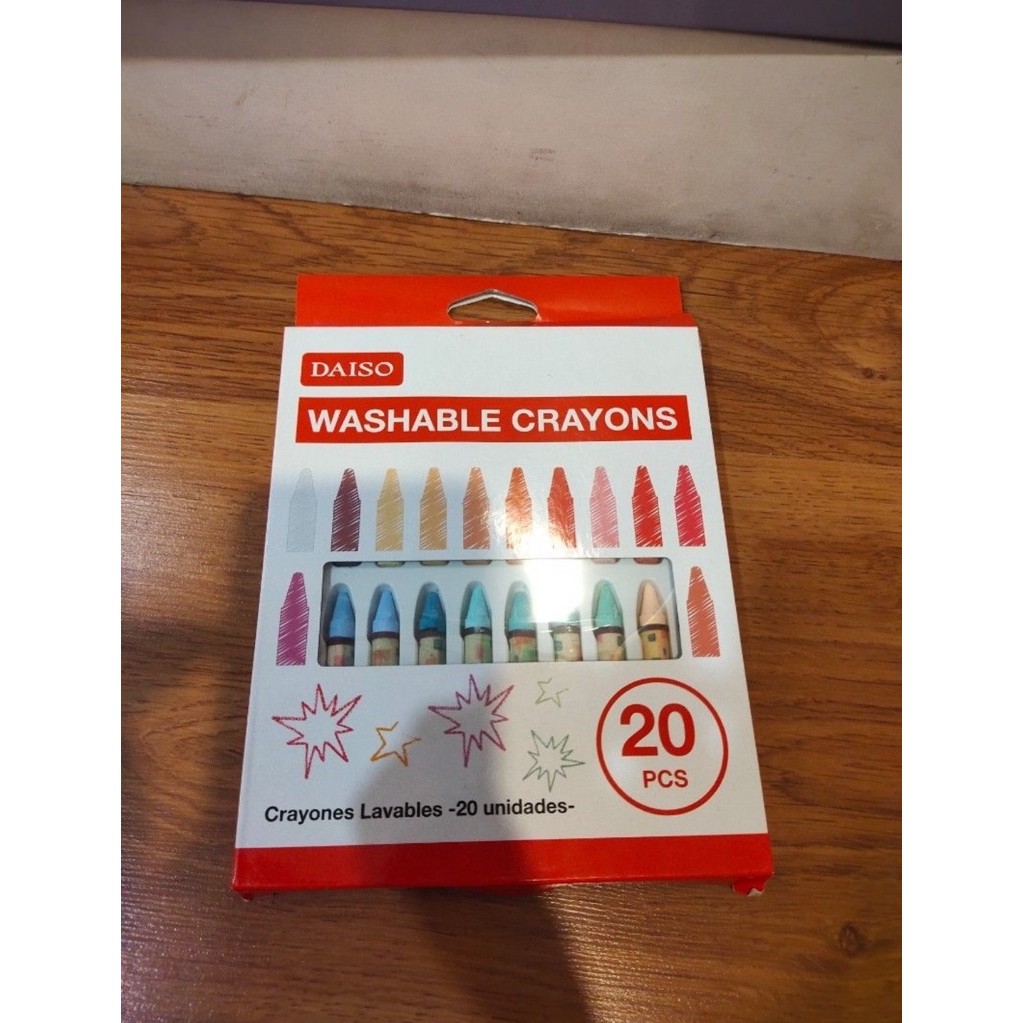 DAISO
WASHABLE CRAYONS
20
PCS
Crayones Lavables -20 unidades-